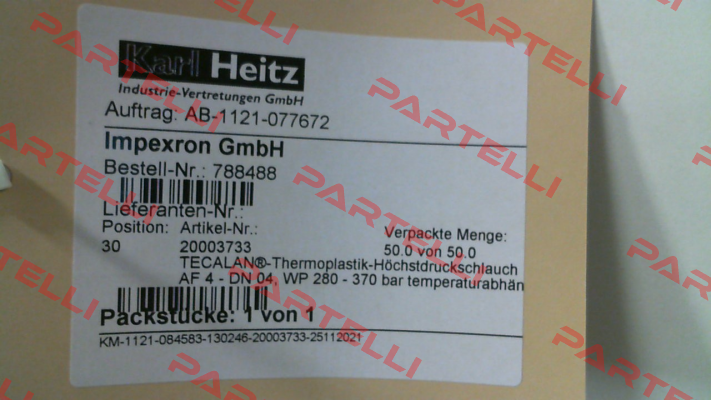 Karl Heitz
Industrie-Vertretungen GmbH
Auftrag: AB-1121-077672
Impexron GmbH
Bestell-Nr.: 788488
Lieferanten-Nr.:
Position: Artikel-Nr.: Verpackte Menge:
30 20003733 50.0 von 50.0
TECALAN®-Thermoplastik-Höchstdruckschlauch
AF 4 - DN 04, WP 280 - 370 bar temperaturabhän
Packstücke: 1 von 1
KM-1121-084583-130246-20003733-25112021
PARTELLI
PARTELLI
PARTELLI
PARTELLI
PARTELLI
PARTELLI
PARTELLI
PARTELLI
PARTELLI